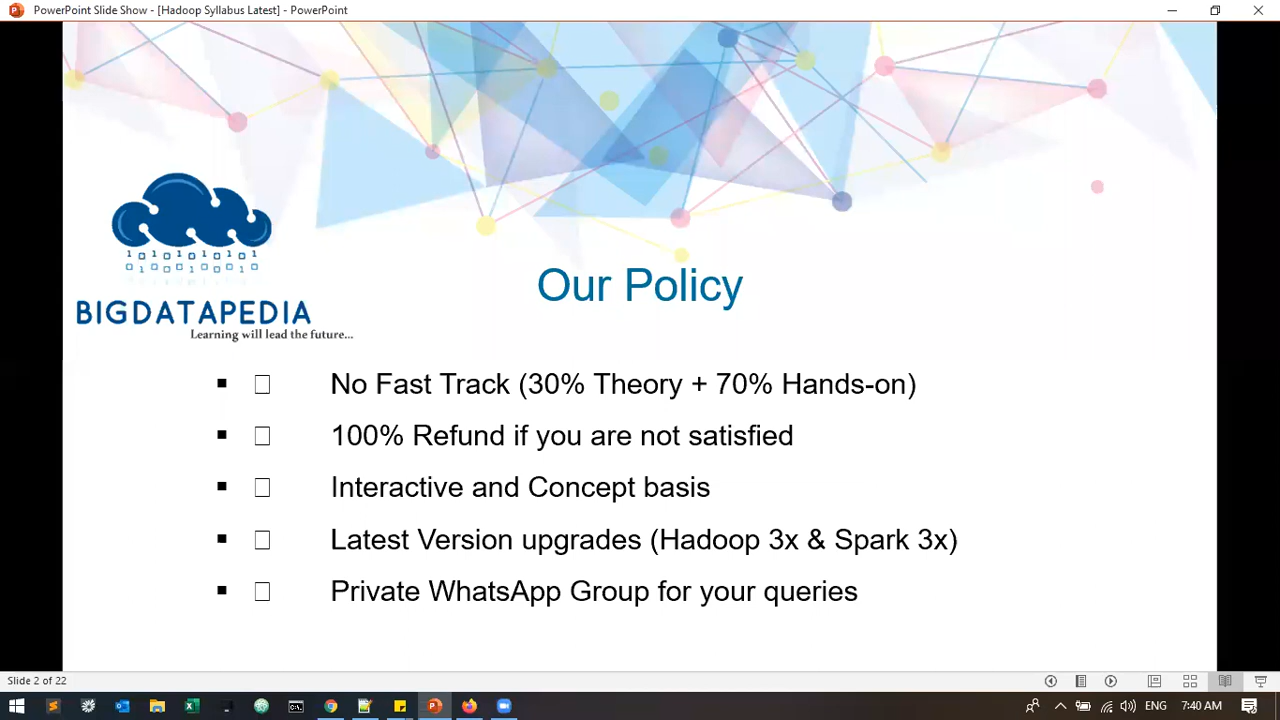 PowerPoint Slide Show - [Hadoop Syllabus Latest] - PowerPoint
BIGDATAPEDIA
Learning will lead the future...
Our Policy
No Fast Track (30% Theory + 70% Hands-on)
100% Refund if you are not satisfied
Interactive and Concept basis
Latest Version upgrades (Hadoop 3x & Spark 3x)
Private WhatsApp Group for your queries
Slide 2 of 22
ENG
7:40 AM